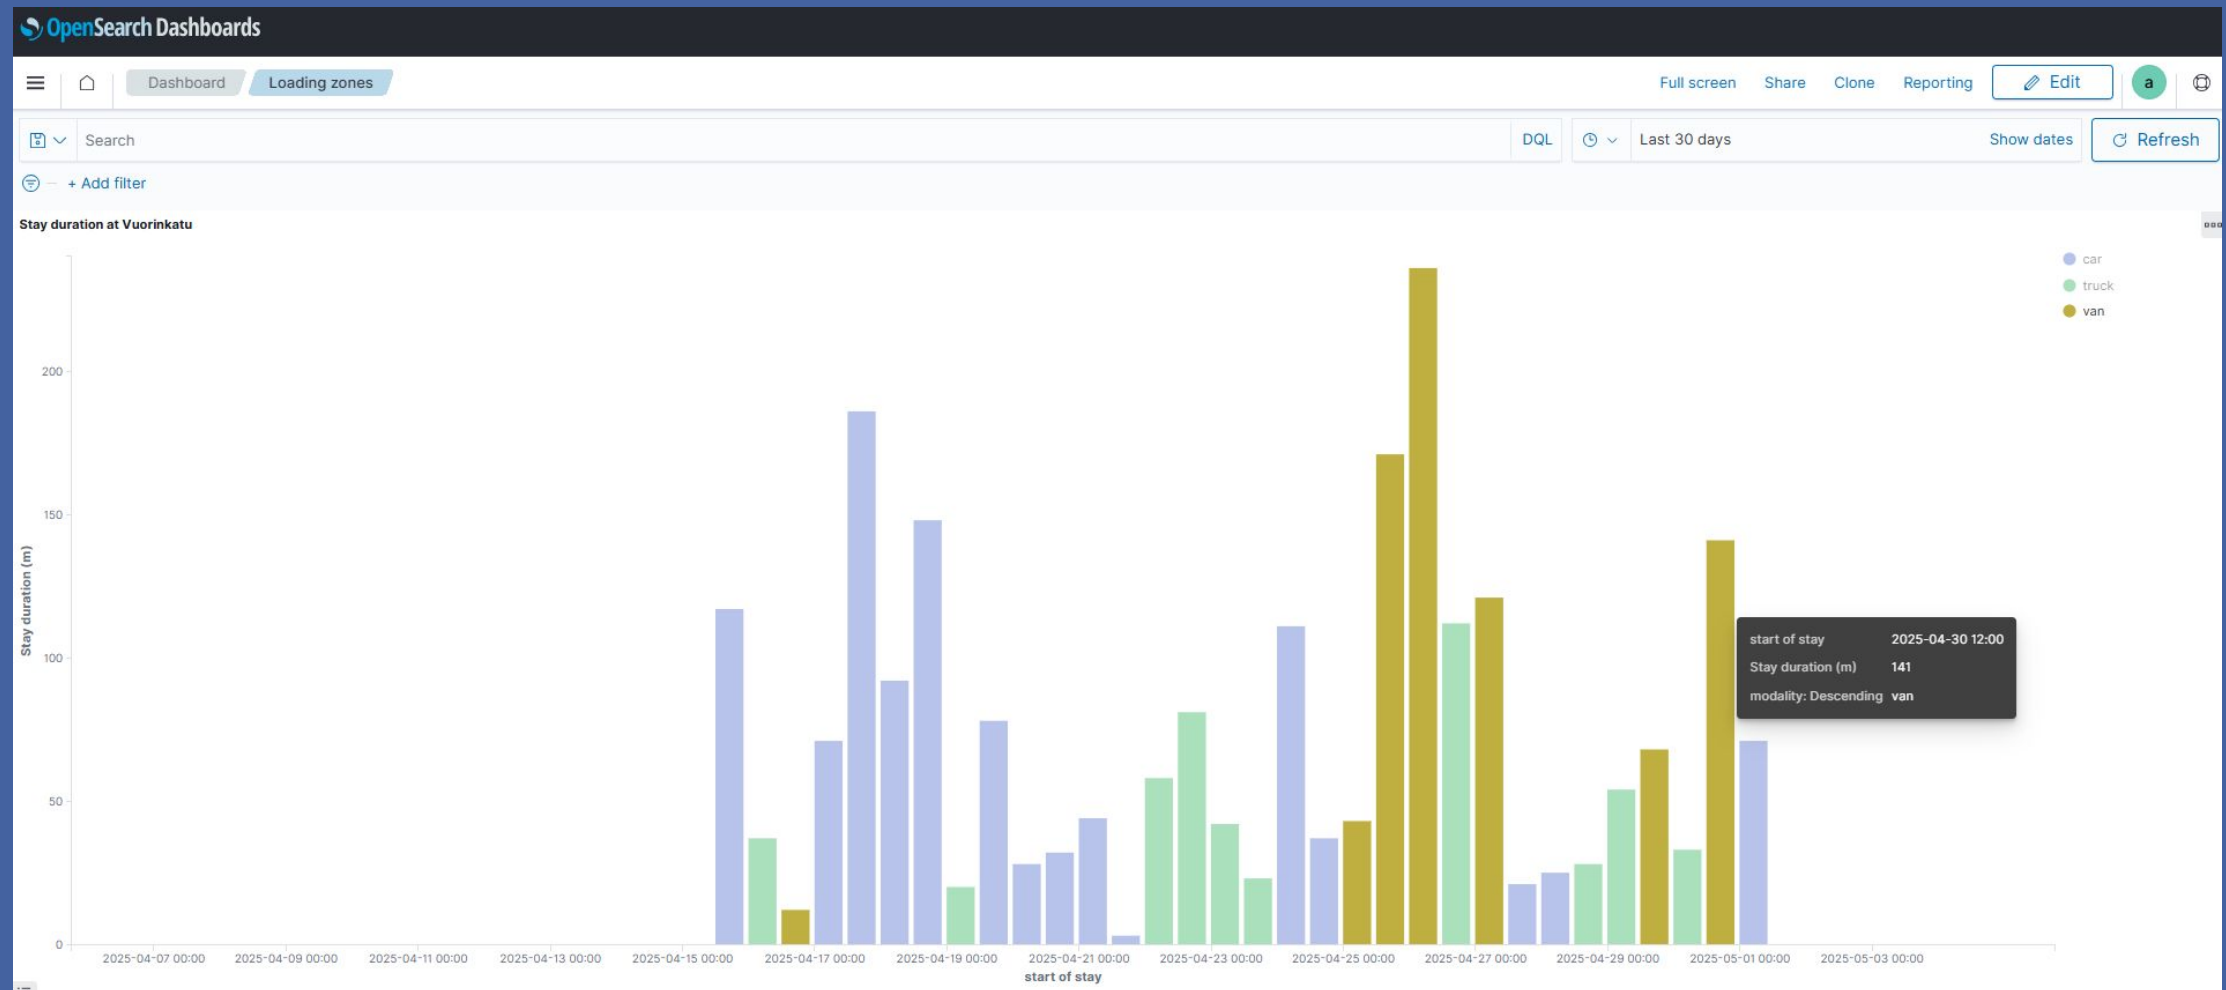 OpenSearch Dashboards
Dashboard Loading zones Full screen Share Clone Reporting Edit a
Search DQL Last 30 days Show dates Refresh
+ Add filter
Stay duration at Vuorinkatu
car
truck
van
200
150
100
50
0
Stay duration (m)
start of stay 2025-04-30 12:00
Stay duration (m) 141
modality: Descending van
2025-04-07 00:00 2025-04-09 00:00 2025-04-11 00:00 2025-04-13 00:00 2025-04-15 00:00 2025-04-17 00:00 2025-04-19 00:00 2025-04-21 00:00 2025-04-23 00:00 2025-04-25 00:00 2025-04-27 00:00 2025-04-29 00:00 2025-05-01 00:00 2025-05-03 00:00
start of stay